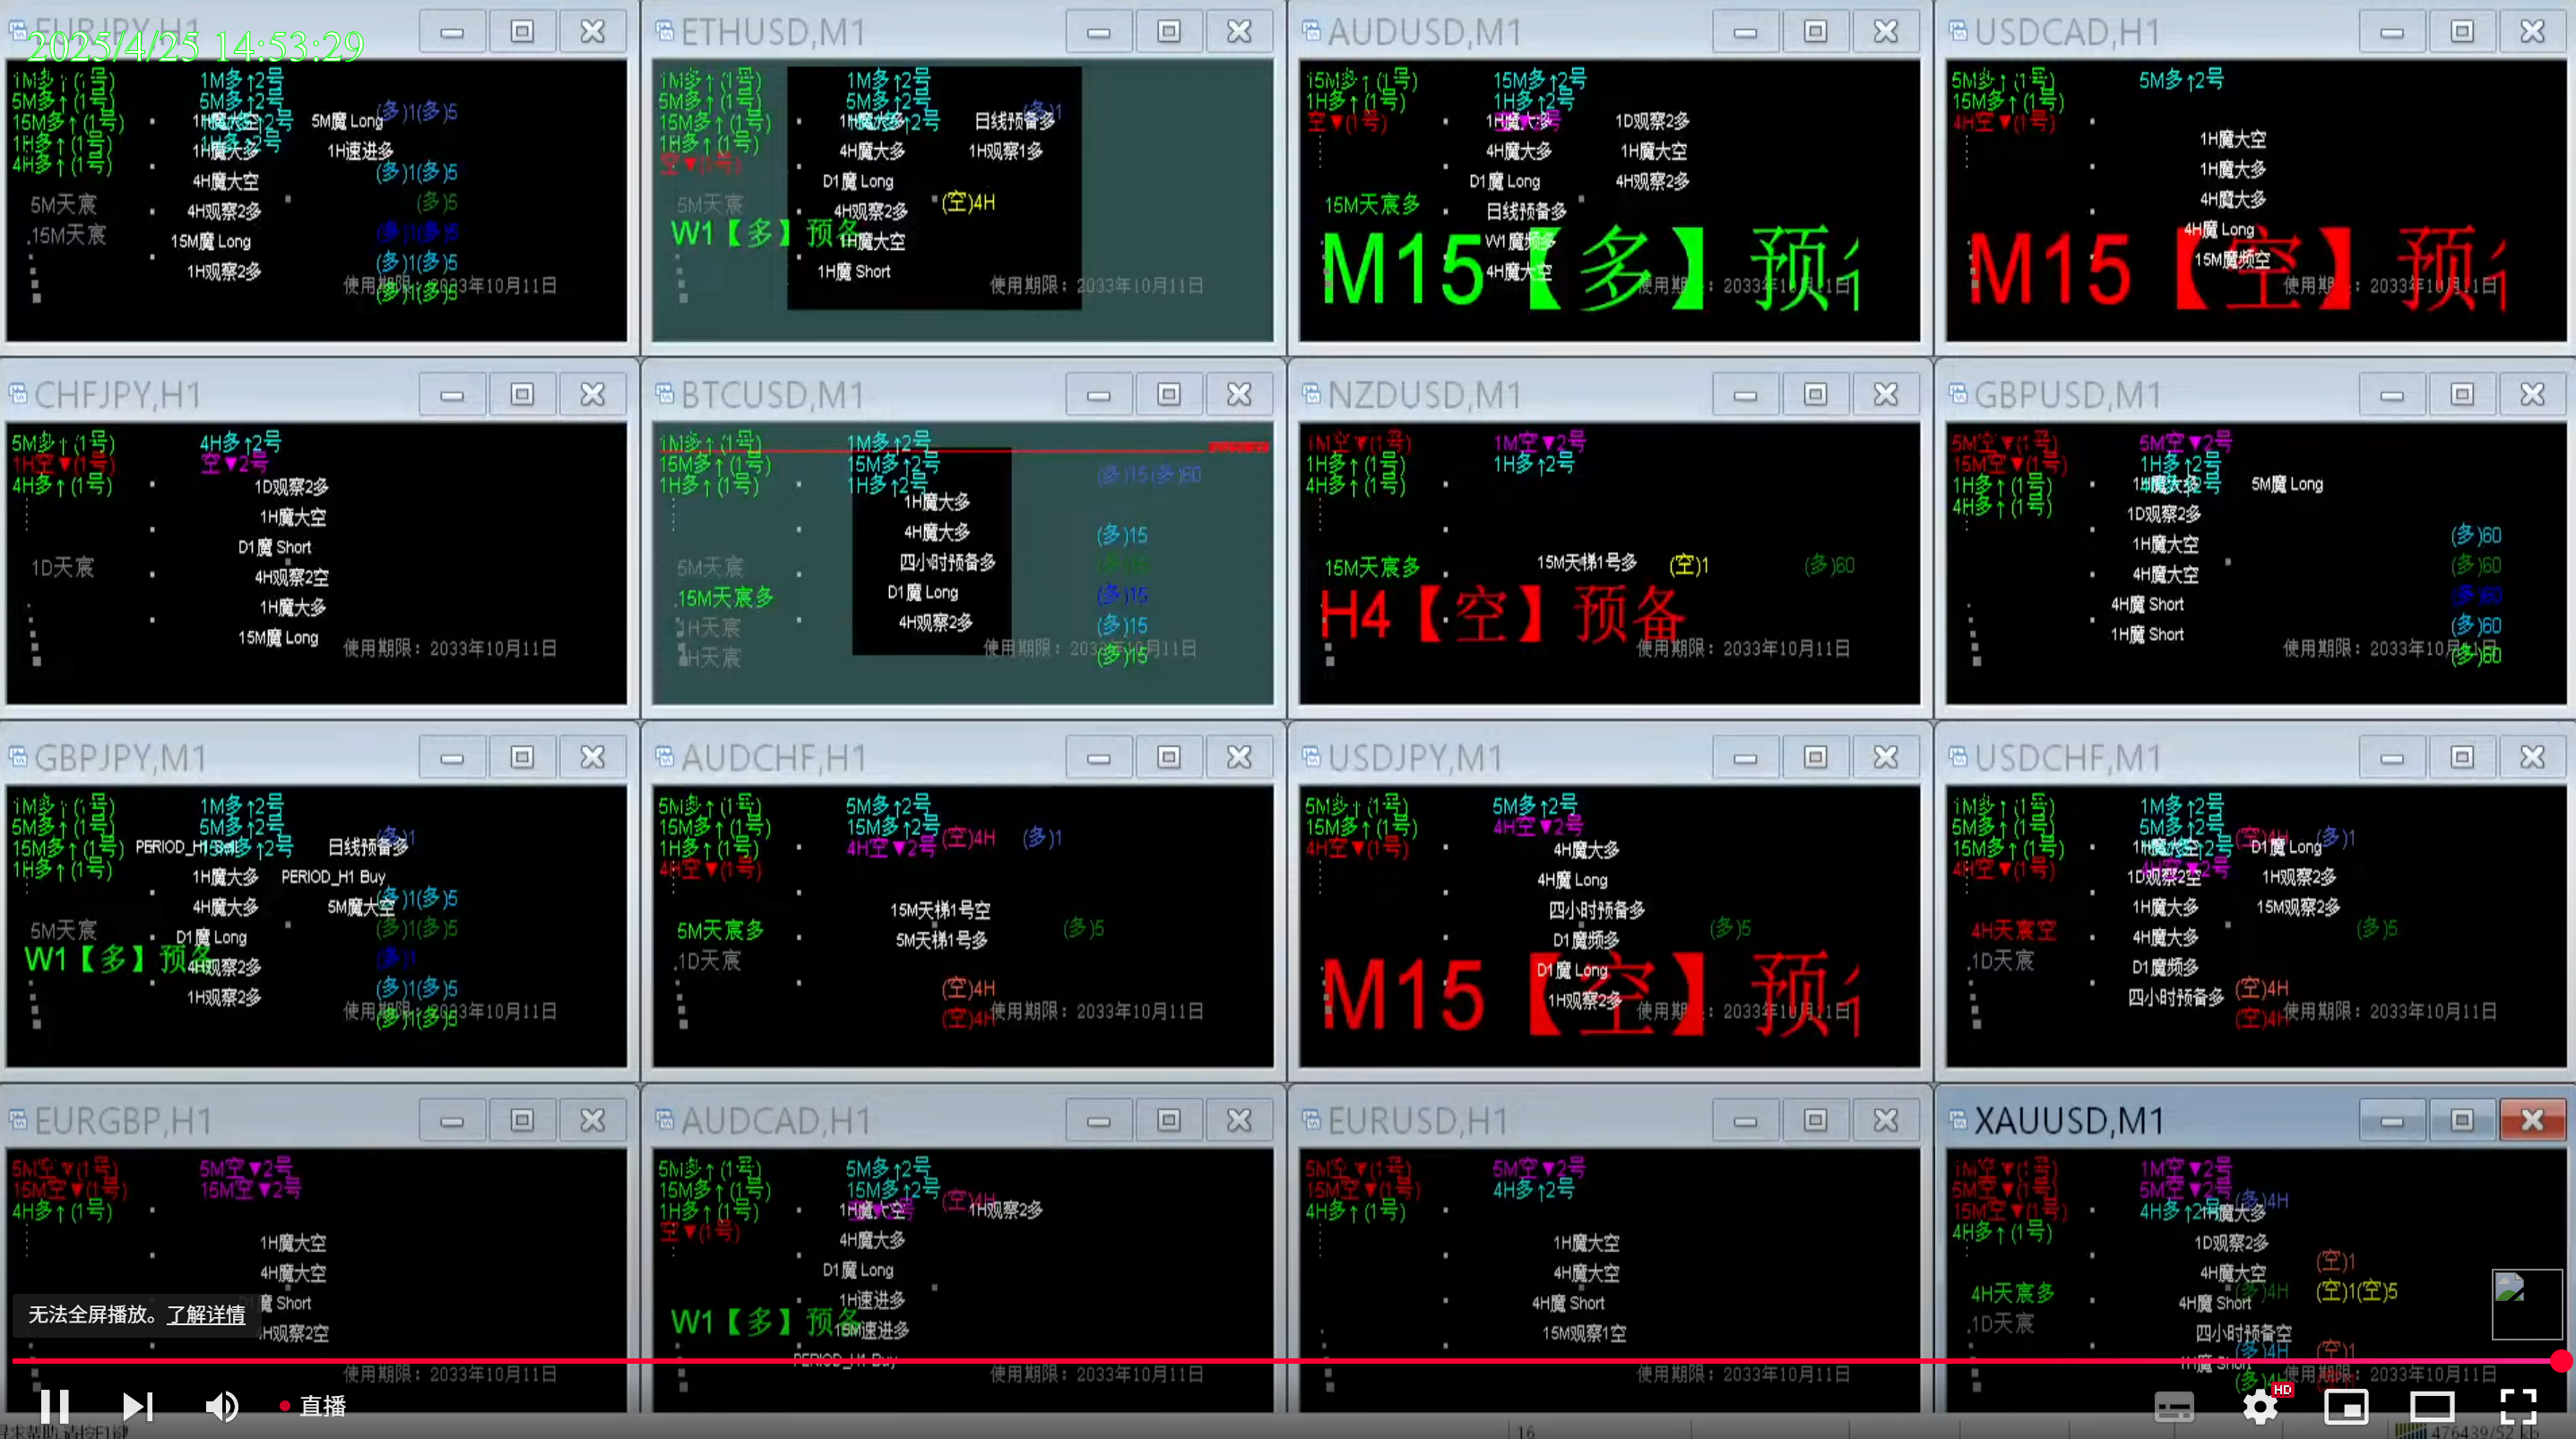 EURJPY,H1
2025/4/25 14:53:29
1M多↑(1号) 1M多↑2号
5M多↑(1号) 5M多↑2号 (多)1(多)5
15M多↑(1号) 1H魔大空 5M魔 Long
1H多↑(1号) 1H魔大多 1H速进多
4H多↑(1号) 4H魔大空 (多)1(多)5
5M天宸 4H观察2多 (多)5
.15M天宸 15M魔 Long (多)1(多)5
1H观察2多 (多)1(多)5
使用期限：2033年10月11日
(多)1(多)5
ETHUSD,M1
1M多↑(1号) 1M多↑2号
5M多↑(1号) 5M多↑2号 (多)1
15M多↑(1号) 1H魔大多 日线预备多
1H多↑(1号) 4H魔大多 1H观察1多
空▼(1号) D1魔 Long
5M天宸 4H观察2多 (空)4H
W1【多】预备 1H魔大空
1H魔 Short
使用期限：2033年10月11日
AUDUSD,M1
15M多↑(1号) 15M多↑2号
1H多↑(1号) 1H多↑2号
空▼(1号) 1H魔大多 1D观察2多
4H魔大多 1H魔大空
D1魔 Long 4H观察2多
15M天宸多 日线预备多
W1魔频多
M15【多】预
4H魔大空
使用期限：2033年10月11日
USDCAD,H1
5M多↑(1号) 5M多↑2号
15M多↑(1号)
4H空▼(1号)
1H魔大空
1H魔大多
4H魔大多
4H魔 Long
15M魔频空
M15【空】预
使用期限：2033年10月11日
CHFJPY,H1
5M多↑(1号) 4H多↑2号
1H空▼(1号) 空▼2号
4H多↑(1号) 1D观察2多
1H魔大空
D1魔 Short
1D天宸 4H观察2空
1H魔大多
15M魔 Long
使用期限：2033年10月11日
BTCUSD,M1
1M多↑(1号) 1M多↑2号
15M多↑(1号) 15M多↑2号 (多)15(多)60
1H多↑(1号) 1H多↑2号
1H魔大多
4H魔大多 (多)15
5M天宸 四小时预备多 (多)15
.15M天宸多 D1魔 Long (多)15
1H天宸 4H观察2多 (多)15
H天宸 (多)15
使用期限：2033年10月11日
NZDUSD,M1
1M空▼(1号) 1M空▼2号
1H多↑(1号) 1H多↑2号
4H多↑(1号)
15M天宸多 15M天梯1号多 (空)1 (多)60
H4【空】预备
使用期限：2033年10月11日
GBPUSD,M1
5M空▼(1号) 5M空▼2号
15M空▼(1号) 1H多↑2号
1H多↑(1号) 1H魔大多 5M魔 Long
4H多↑(1号) 1D观察2多
1H魔大空 (多)60
4H魔大空 (多)60
4H魔 Short (多)60
1H魔 Short (多)60
使用期限：2033年10月11日
(多)60
GBPJPY,M1
1M多↑(1号) 1M多↑2号
5M多↑(1号) 5M多↑2号 (多)1
15M多↑(1号) PERIOD_H1 15M多↑2号 日线预备多
1H多↑(1号) 1H魔大多 PERIOD_H1 Buy
4H魔大多 5M魔大空 (多)1(多)5
5M天宸 D1魔 Long (多)1(多)5
W1【多】预备 4H观察2多 (多)1
1H观察2多 (多)1(多)5
使用期限：2033年10月11日
(多)1(多)5
AUDCHF,H1
5M多↑(1号) 5M多↑2号
15M多↑(1号) 15M多↑2号 (空)4H (多)1
1H多↑(1号) 4H空▼2号
4H空▼(1号)
15M天梯1号空
5M天宸多 5M天梯1号多 (多)5
.1D天宸
(空)4H
(空)4H 使用期限：2033年10月11日
USDJPY,M1
5M多↑(1号) 5M多↑2号
15M多↑(1号) 4H空▼2号
4H空▼(1号) 4H魔大多
4H魔 Long
四小时预备多 (多)5
D1魔频多
D1魔 Long
M15【空】预
1H观察2多
使用期限：2033年10月11日
USDCHF,M1
1M多↑(1号) 1M多↑2号
5M多↑(1号) 5M多↑2号 (空)4H (多)1
15M多↑(1号) 1H魔大空 D1魔 Long
4H空▼(1号) 1D观察2空 1H观察2多
1H魔大多 15M观察2多
4H天宸空 4H魔大多 (多)5
.1D天宸 D1魔频多
四小时预备多 (空)4H
(空)4H 使用期限：2033年10月11日
EURGBP,H1
5M空▼(1号) 5M空▼2号
15M空▼(1号) 15M空▼2号
4H多↑(1号)
1H魔大空
4H魔大空
魔 Short
H观察2空
使用期限：2033年10月11日
无法全屏播放。了解详情
AUDCAD,H1
5M多↑(1号) 5M多↑2号
15M多↑(1号) 15M多↑2号 (空)4H
1H多↑(1号) 1H魔大空 1H观察2多
空▼(1号) 4H魔大多
D1魔 Long
1H速进多
W1【多】预备 15M速进多
PERIOD_H1 Buy
使用期限：2033年10月11日
EURUSD,H1
5M空▼(1号) 5M空▼2号
15M空▼(1号) 4H多↑2号
4H多↑(1号)
1H魔大空
4H魔大空
4H魔 Short
15M观察1空
使用期限：2033年10月11日
XAUUSD,M1
1M空▼(1号) 1M空▼2号
5M空▼(1号) 5M空▼2号 (多)4H
15M空▼(1号) 4H多↑2号 1H魔大多
4H多↑(1号) 1D观察2多
4H魔大空 (空)1
4H天宸多 4H魔 Short (多)4H (空)1(空)5
.1D天宸 四小时预备空
(多)4H (空)1
1H魔 Short
使用期限：2033年10月11日
直播
HD
16
476439/52 kb